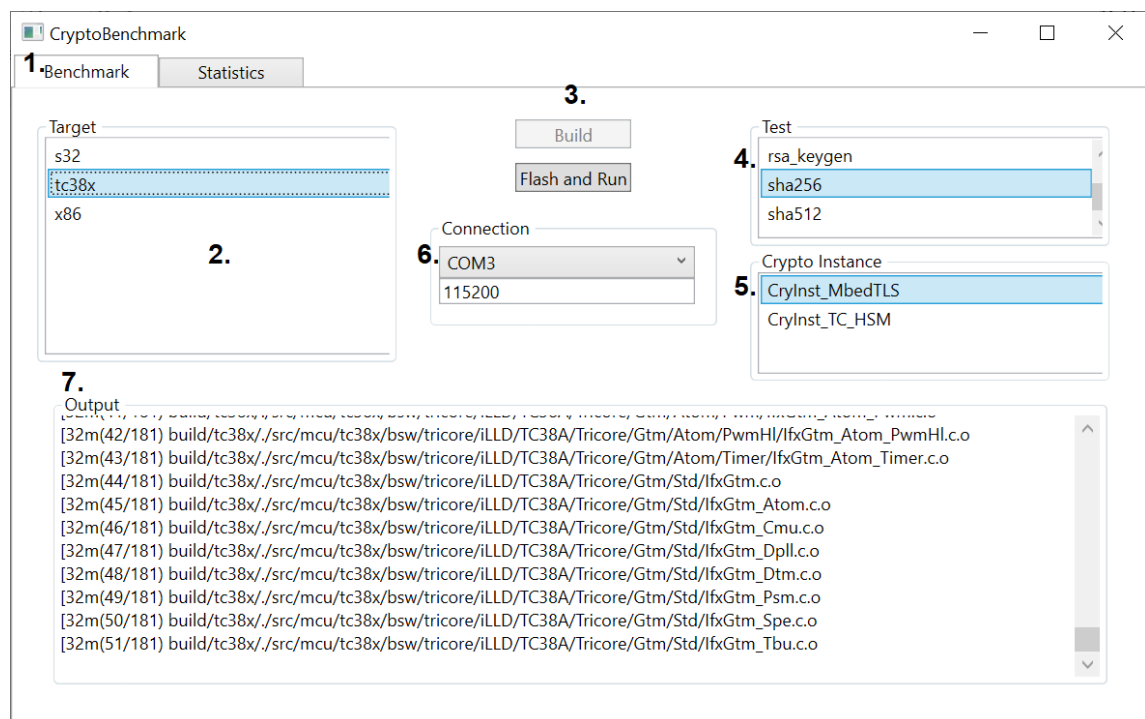 CryptoBenchmark
1.
Benchmark
Statistics
Target
s32
tc38x
x86
2.
3.
Build
Flash and Run
Test
4.
rsa_keygen
sha256
sha512
Connection
6.
COM3
115200
Crypto Instance
5.
CryInst_MbedTLS
CryInst_TC_HSM
7.
Output
[32m(42/181) build/tc38x/./src/mcu/tc38x/bsw/tricore/iLLD/TC38A/Tricore/Gtm/Atom/PwmHl/IfxGtm_Atom_PwmHl.c.o
[32m(43/181) build/tc38x/./src/mcu/tc38x/bsw/tricore/iLLD/TC38A/Tricore/Gtm/Atom/Timer/IfxGtm_Atom_Timer.c.o
[32m(44/181) build/tc38x/./src/mcu/tc38x/bsw/tricore/iLLD/TC38A/Tricore/Gtm/Std/IfxGtm.c.o
[32m(45/181) build/tc38x/./src/mcu/tc38x/bsw/tricore/iLLD/TC38A/Tricore/Gtm/Std/IfxGtm_Atom.c.o
[32m(46/181) build/tc38x/./src/mcu/tc38x/bsw/tricore/iLLD/TC38A/Tricore/Gtm/Std/IfxGtm_Cmu.c.o
[32m(47/181) build/tc38x/./src/mcu/tc38x/bsw/tricore/iLLD/TC38A/Tricore/Gtm/Std/IfxGtm_Dpll.c.o
[32m(48/181) build/tc38x/./src/mcu/tc38x/bsw/tricore/iLLD/TC38A/Tricore/Gtm/Std/IfxGtm_Dtm.c.o
[32m(49/181) build/tc38x/./src/mcu/tc38x/bsw/tricore/iLLD/TC38A/Tricore/Gtm/Std/IfxGtm_Psm.c.o
[32m(50/181) build/tc38x/./src/mcu/tc38x/bsw/tricore/iLLD/TC38A/Tricore/Gtm/Std/IfxGtm_Spe.c.o
[32m(51/181) build/tc38x/./src/mcu/tc38x/bsw/tricore/iLLD/TC38A/Tricore/Gtm/Std/IfxGtm_Tbu.c.o